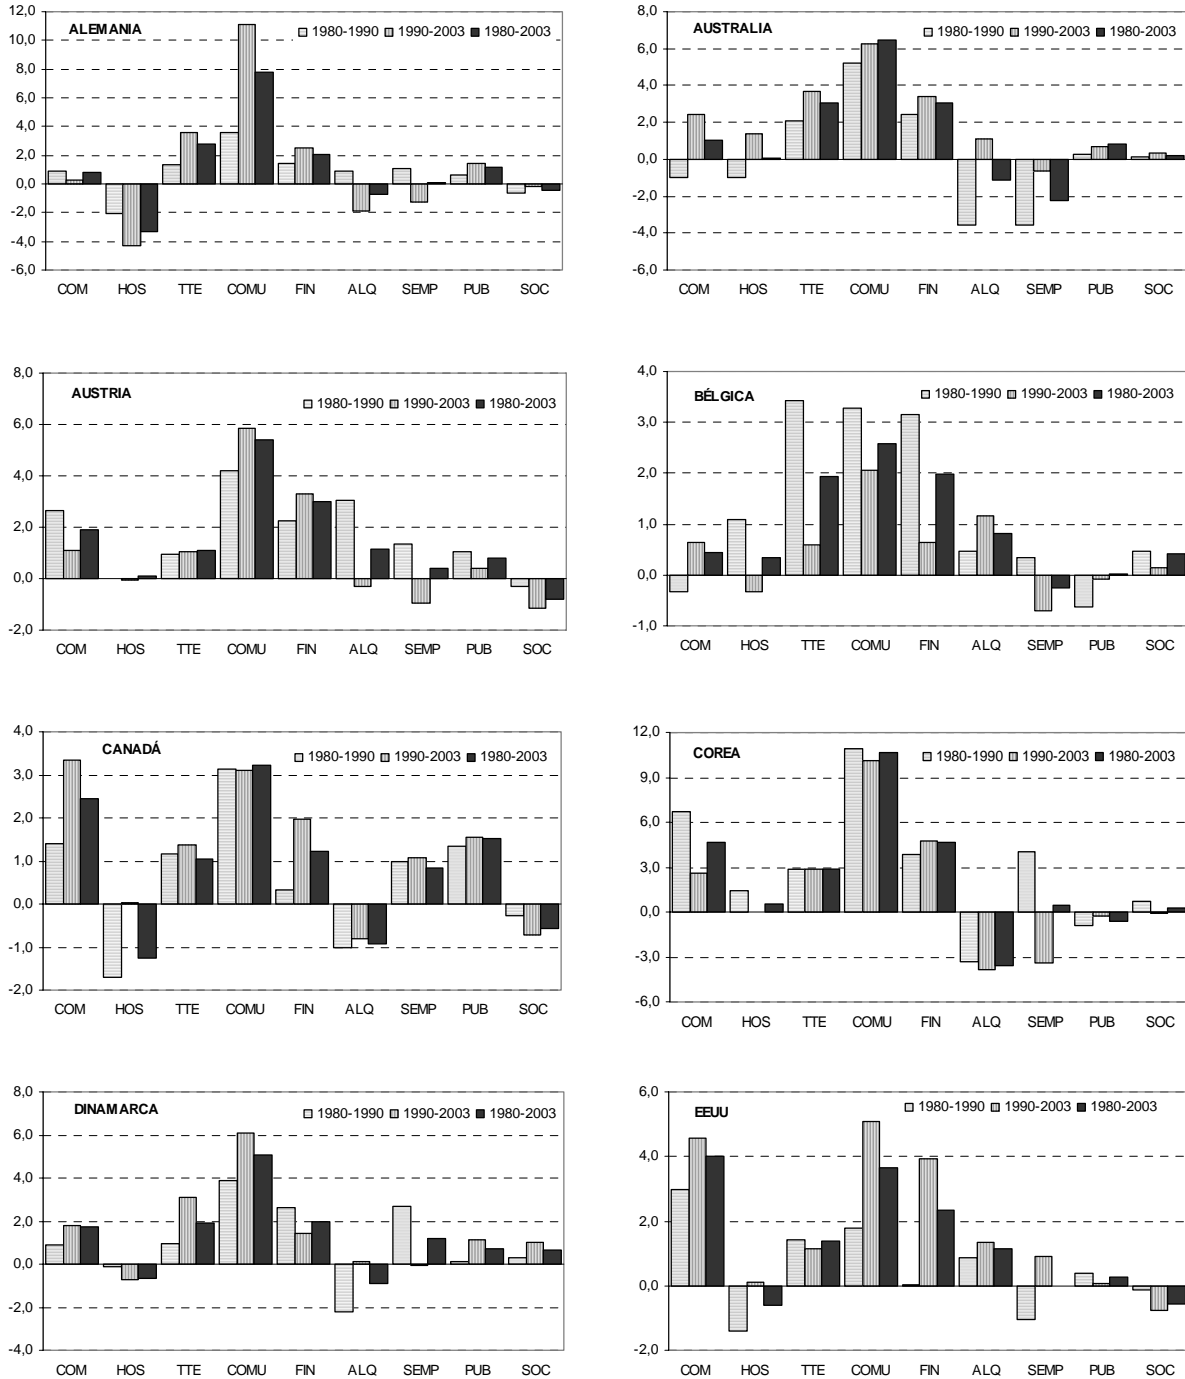 ALEMANIA
1980-1990 1990-2003 1980-2003
12,0
10,0
8,0
6,0
4,0
2,0
0,0
-2,0
-4,0
-6,0
COM HOS TTE COMU FIN ALQ SEMP PUB SOC
AUSTRALIA
1980-1990 1990-2003 1980-2003
8,0
6,0
4,0
2,0
0,0
-2,0
-4,0
-6,0
COM HOS TTE COMU FIN ALQ SEMP PUB SOC
AUSTRIA
1980-1990 1990-2003 1980-2003
8,0
6,0
4,0
2,0
0,0
-2,0
COM HOS TTE COMU FIN ALQ SEMP PUB SOC
BÉLGICA
1980-1990 1990-2003 1980-2003
4,0
3,0
2,0
1,0
0,0
-1,0
COM HOS TTE COMU FIN ALQ SEMP PUB SOC
CANADÁ
1980-1990 1990-2003 1980-2003
4,0
3,0
2,0
1,0
0,0
-1,0
-2,0
COM HOS TTE COMU FIN ALQ SEMP PUB SOC
COREA
1980-1990 1990-2003 1980-2003
12,0
9,0
6,0
3,0
0,0
-3,0
-6,0
COM HOS TTE COMU FIN ALQ SEMP PUB SOC
DINAMARCA
1980-1990 1990-2003 1980-2003
8,0
6,0
4,0
2,0
0,0
-2,0
-4,0
COM HOS TTE COMU FIN ALQ SEMP PUB SOC
EEUU
1980-1990 1990-2003 1980-2003
6,0
4,0
2,0
0,0
-2,0
COM HOS TTE COMU FIN ALQ SEMP PUB SOC